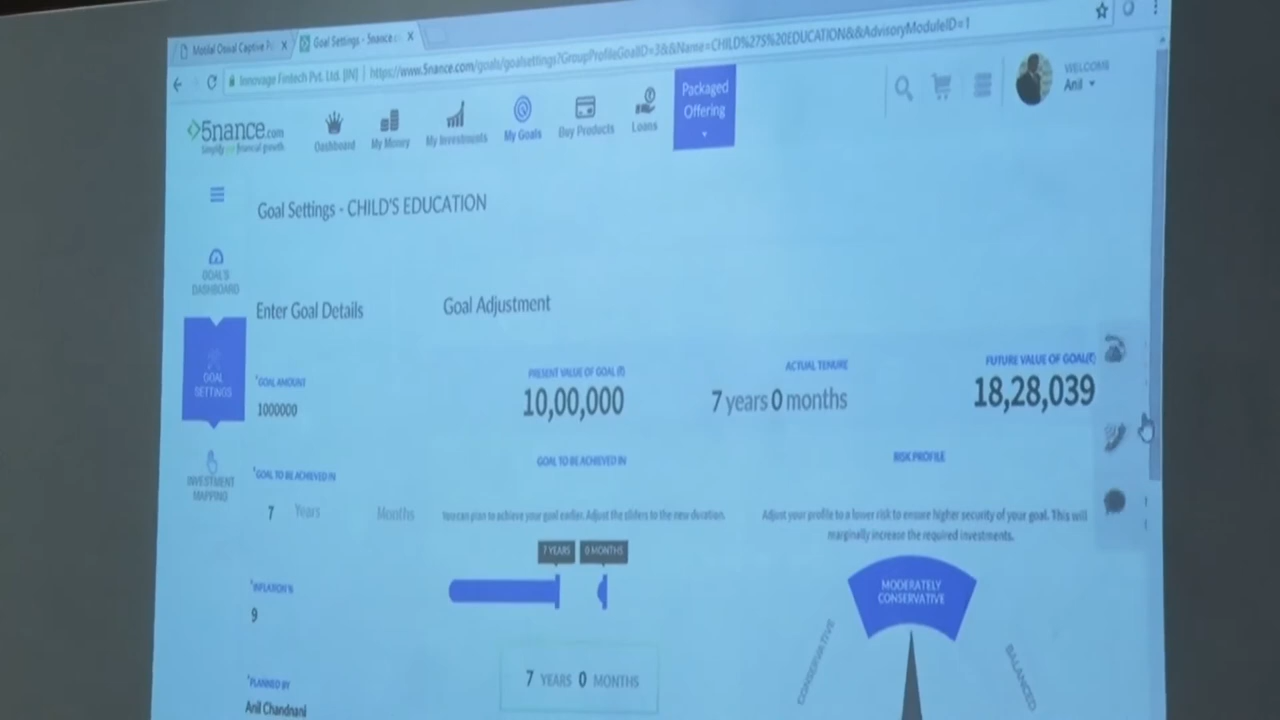 Motilal Oswal Captive
Goal Settings - 5nance.c
Innovage Fintech Pvt. Ltd. [IN]
https://www.5nance.com/goals/goalsettings?GroupProfileGoalID=3&&Name=CHILD%27S%20EDUCATION&&AdvisoryModuleID=1
5nance.com
Simplify financial growth
Dashboard
My Money
My Investments
My Goals
Buy Products
Loans
Packaged
Offering
WELCOME
Anil
Goal Settings - CHILD'S EDUCATION
GOAL'S
DASHBOARD
GOAL
SETTINGS
INVESTMENT
MAPPING
Enter Goal Details
Goal Adjustment
*GOAL AMOUNT
1000000
PRESENT VALUE OF GOAL (₹)
10,00,000
ACTUAL TENURE
7 years 0 months
FUTURE VALUE OF GOAL(₹)
18,28,039
*GOAL TO BE ACHIEVED IN
7 Years Months
GOAL TO BE ACHIEVED IN
You can plan to achieve your goal earlier. Adjust the sliders to the new duration.
7 YEARS
0 MONTHS
7 YEARS 0 MONTHS
RISK PROFILE
Adjust your profile to a lower risk to ensure higher security of your goal. This will
marginally increase the required investments.
MODERATELY
CONSERVATIVE
CONSERVATIVE
BALANCED
*INFLATION %
9
*PLANNED BY
Anil Chandnani